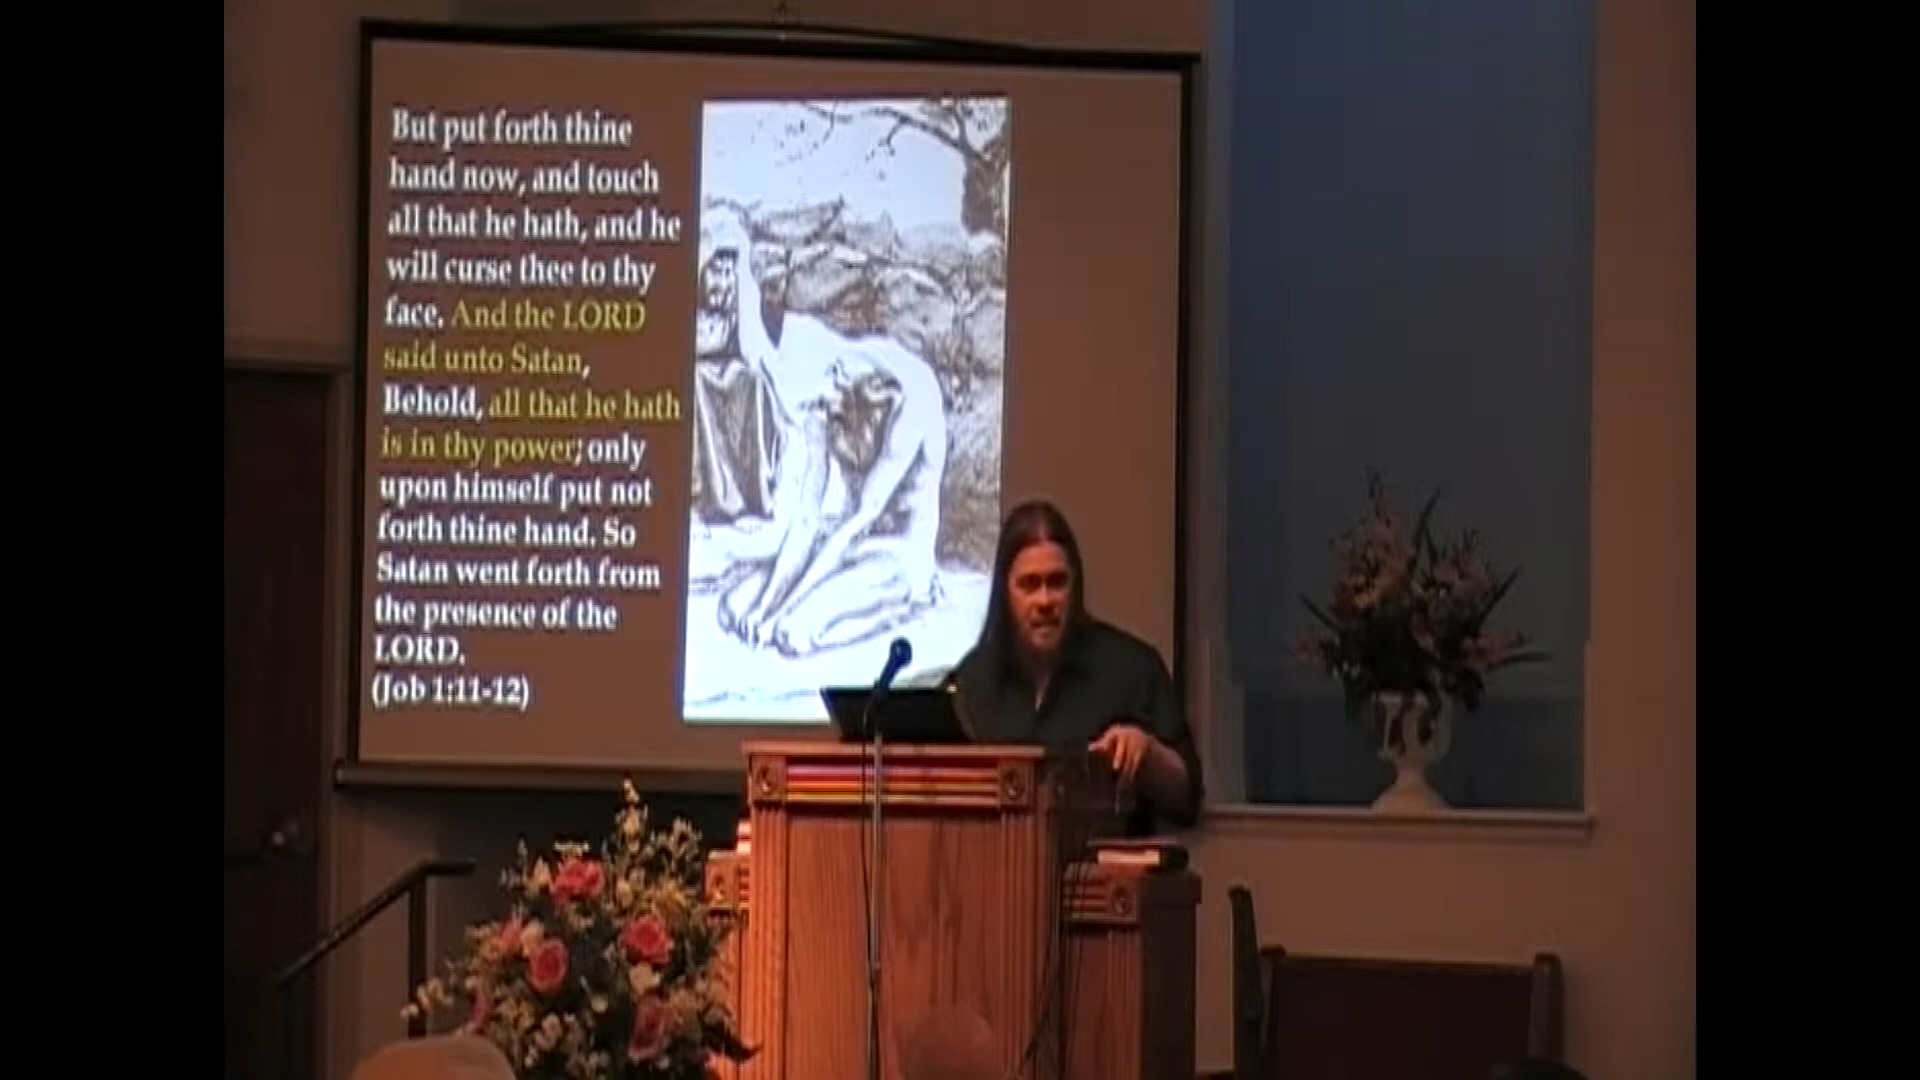 But put forth thine
hand now, and touch
all that he hath, and he
will curse thee to thy
face. And the LORD
said unto Satan,
Behold, all that he hath
is in thy power; only
upon himself put not
forth thine hand. So
Satan went forth from
the presence of the
LORD.
(Job 1:11-12)